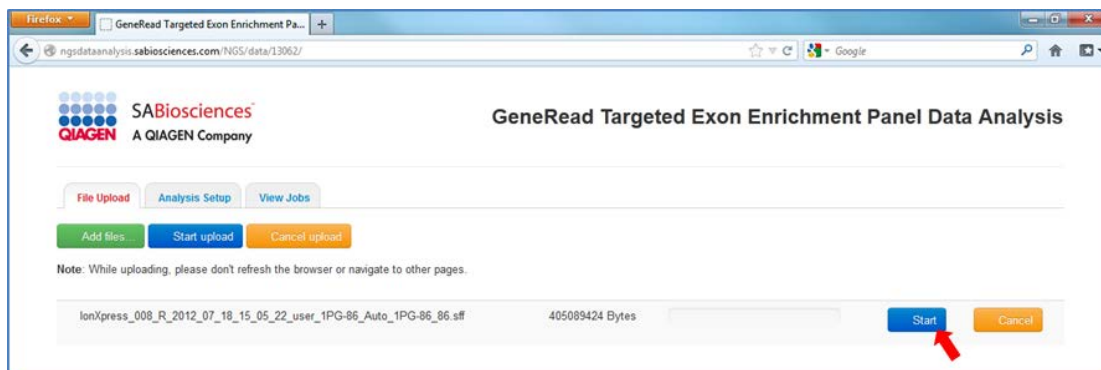 Firefox
GeneRead Targeted Exon Enrichment Pa...
ngsdataanalysis.sabiosciences.com/NGS/data/13062/
Google
SABiosciences
QIAGEN
A QIAGEN Company
GeneRead Targeted Exon Enrichment Panel Data Analysis
File Upload Analysis Setup View Jobs
Add files... Start upload Cancel upload
Note: While uploading, please don't refresh the browser or navigate to other pages.
IonXpress_008_R_2012_07_18_15_05_22_user_1PG-86_Auto_1PG-86_86.sff 405089424 Bytes Start Cancel